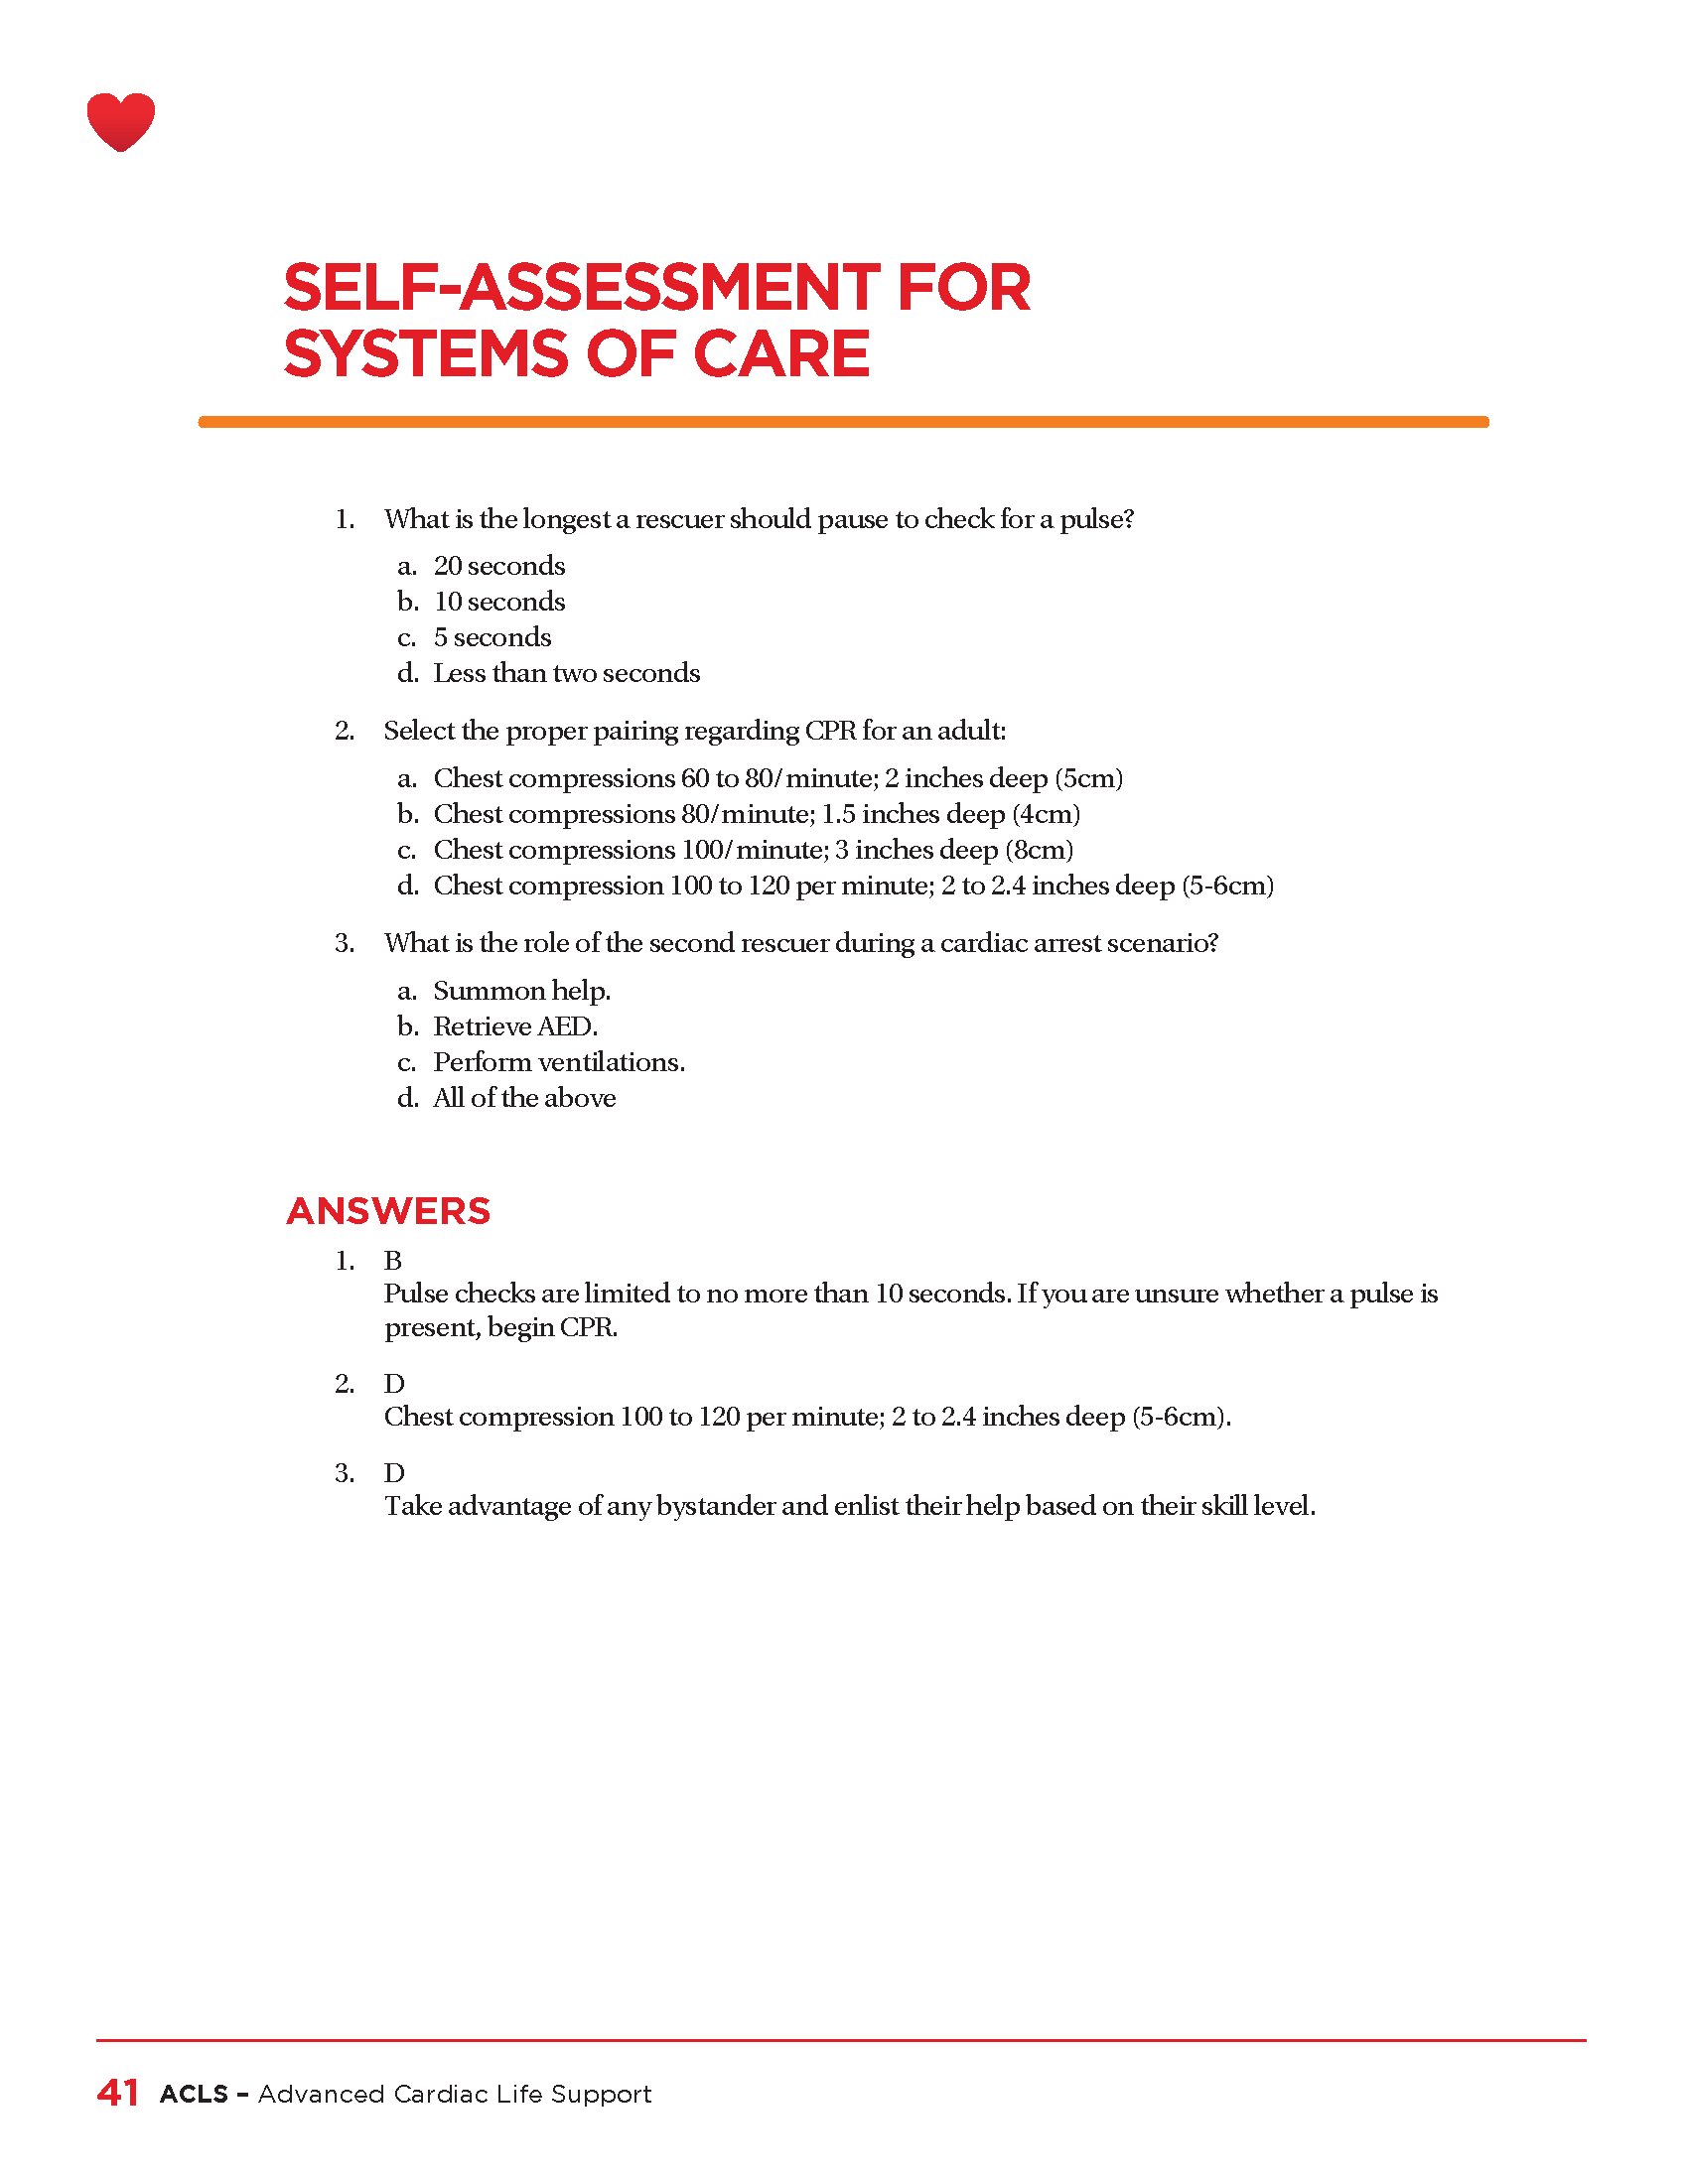 SELF-ASSESSMENT FOR
SYSTEMS OF CARE
1. What is the longest a rescuer should pause to check for a pulse?
a. 20 seconds
b. 10 seconds
c. 5 seconds
d. Less than two seconds
2. Select the proper pairing regarding CPR for an adult:
a. Chest compressions 60 to 80/minute; 2 inches deep (5cm)
b. Chest compressions 80/minute; 1.5 inches deep (4cm)
c. Chest compressions 100/minute; 3 inches deep (8cm)
d. Chest compression 100 to 120 per minute; 2 to 2.4 inches deep (5-6cm)
3. What is the role of the second rescuer during a cardiac arrest scenario?
a. Summon help.
b. Retrieve AED.
c. Perform ventilations.
d. All of the above
ANSWERS
1. B
Pulse checks are limited to no more than 10 seconds. If you are unsure whether a pulse is
present, begin CPR.
2. D
Chest compression 100 to 120 per minute; 2 to 2.4 inches deep (5-6cm).
3. D
Take advantage of any bystander and enlist their help based on their skill level.
41 ACLS – Advanced Cardiac Life Support